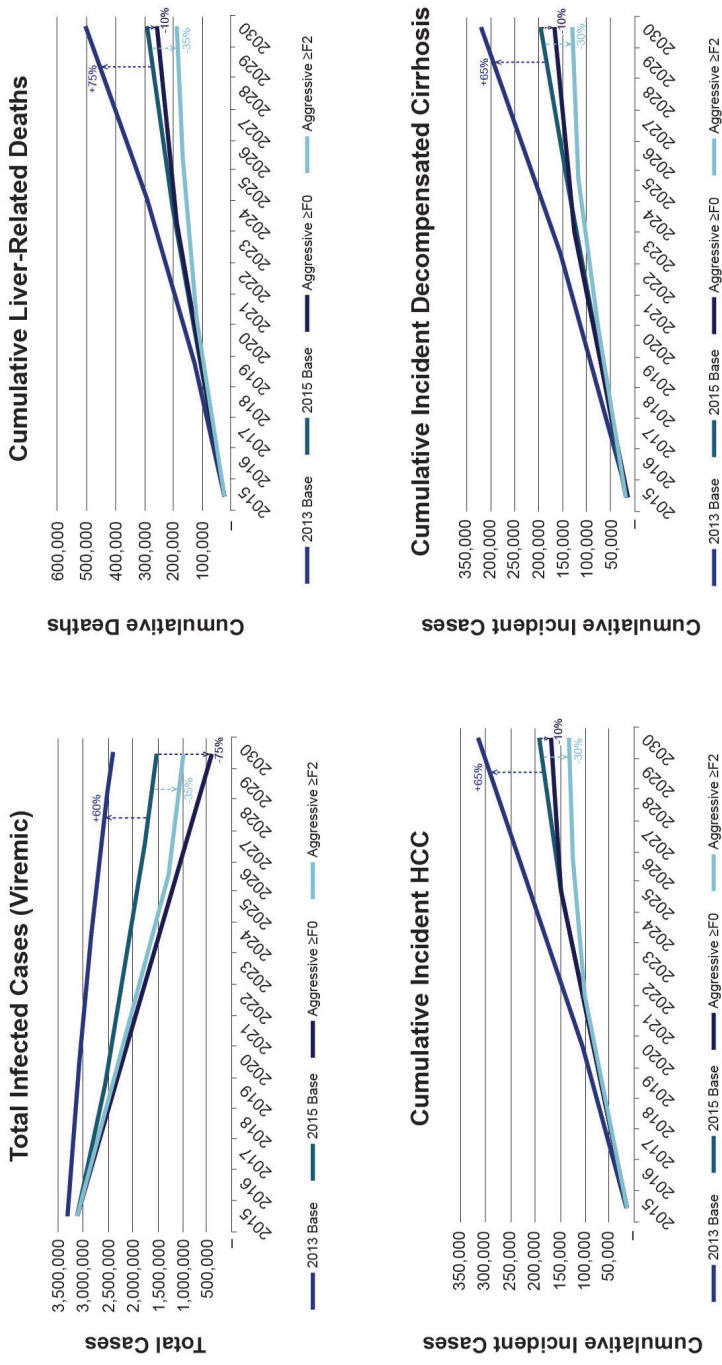 Total Infected Cases (Viremic)
Total Cases
3,500,000
3,000,000
2,500,000
2,000,000
1,500,000
1,000,000
500,000
–
+60%
-35%
-75%
2015 2016 2017 2018 2019 2020 2021 2022 2023 2024 2025 2026 2027 2028 2029 2030
2013 Base 2015 Base Aggressive ≥F0 Aggressive ≥F2
Cumulative Liver-Related Deaths
Cumulative Deaths
600,000
500,000
400,000
300,000
200,000
100,000
–
+75%
-10%
-35%
2015 2016 2017 2018 2019 2020 2021 2022 2023 2024 2025 2026 2027 2028 2029 2030
2013 Base 2015 Base Aggressive ≥F0 Aggressive ≥F2
Cumulative Incident HCC
Cumulative Incident Cases
350,000
300,000
250,000
200,000
150,000
100,000
50,000
–
+65%
-10%
-30%
2015 2016 2017 2018 2019 2020 2021 2022 2023 2024 2025 2026 2027 2028 2029 2030
2013 Base 2015 Base Aggressive ≥F0 Aggressive ≥F2
Cumulative Incident Decompensated Cirrhosis
Cumulative Incident Cases
350,000
300,000
250,000
200,000
150,000
100,000
50,000
–
+65%
-10%
-30%
2015 2016 2017 2018 2019 2020 2021 2022 2023 2024 2025 2026 2027 2028 2029 2030
2013 Base 2015 Base Aggressive ≥F0 Aggressive ≥F2